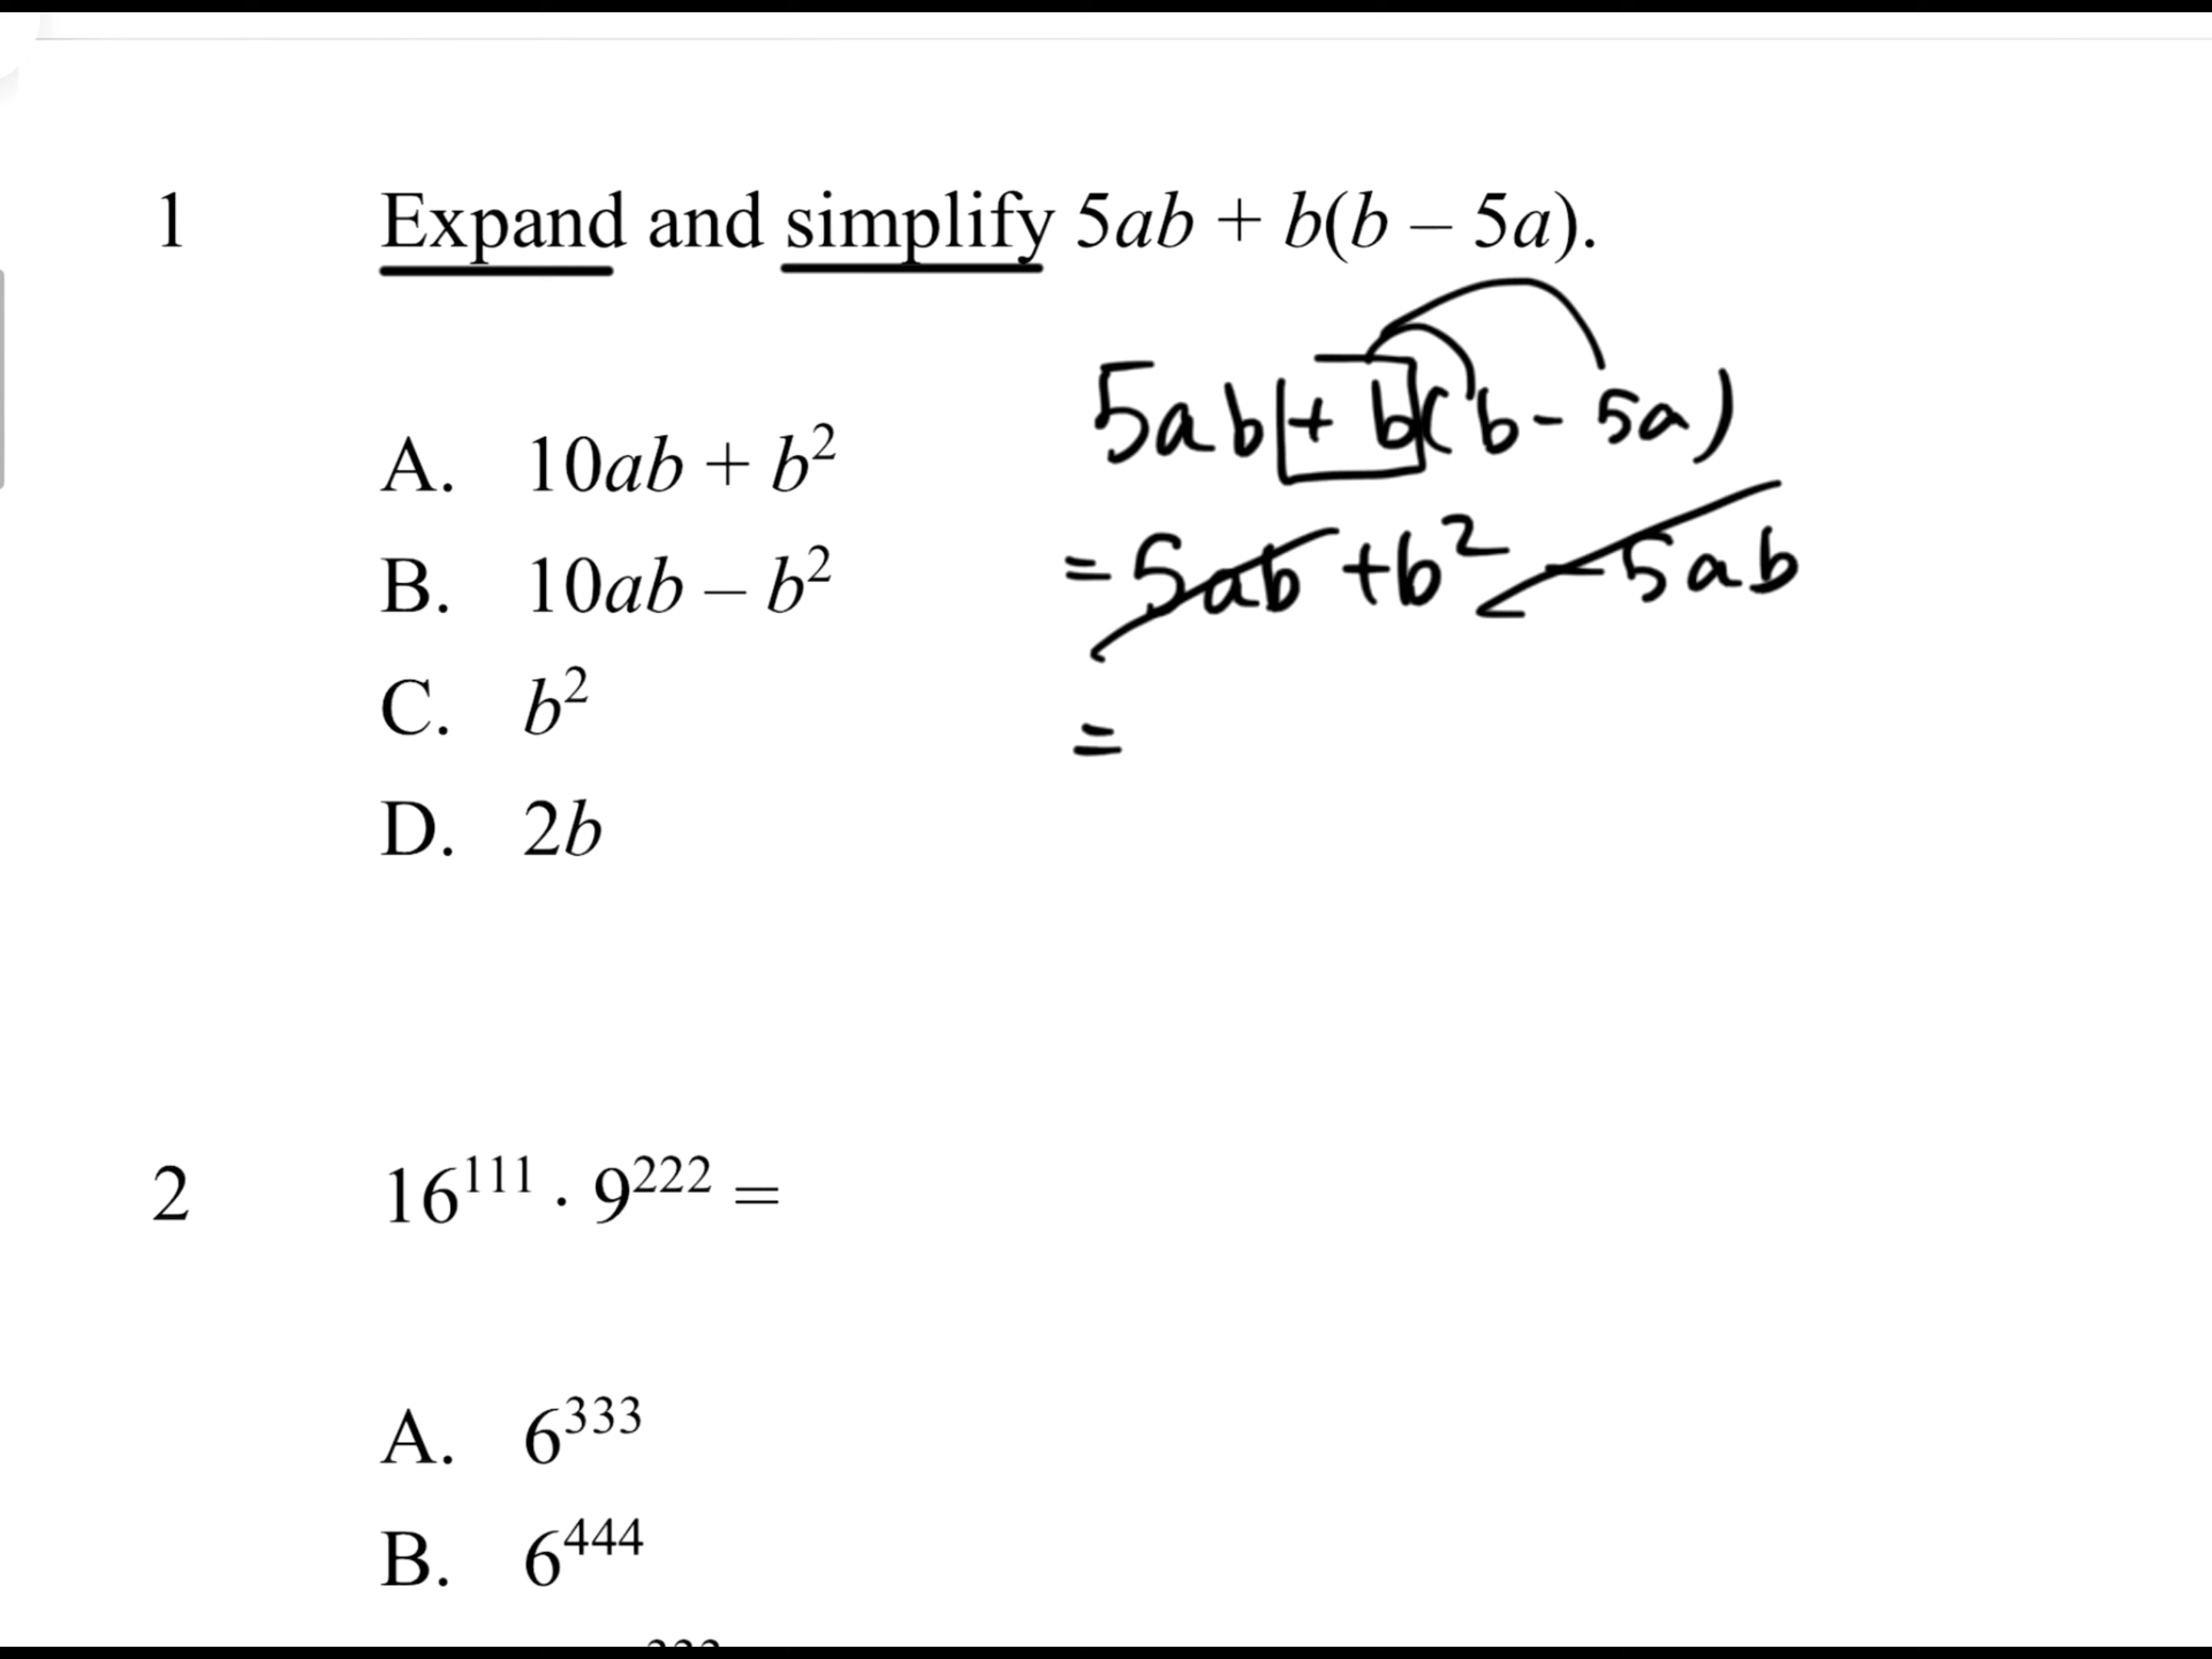 1 Expand and simplify 5ab + b(b – 5a).
5ab + b(b - 5a)
A. 10ab + b²
= 5ab + b² - 5ab
B. 10ab – b²
C. b²
=
D. 2b
2 16¹¹¹ · 9²²² =
A. 6³³³
B. 6⁴⁴⁴